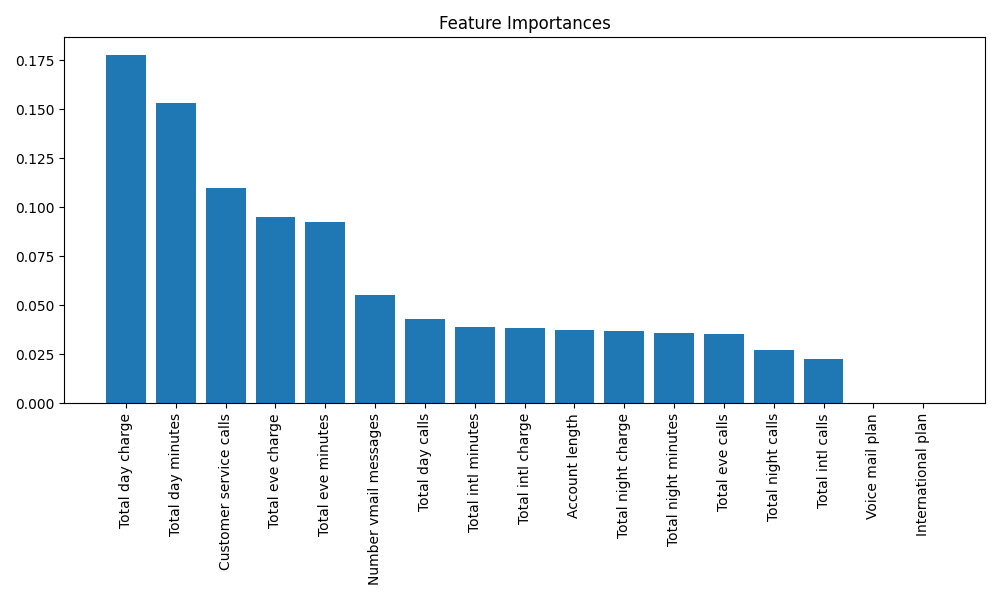 Feature Importances
0.175
0.150
0.125
0.100
0.075
0.050
0.025
0.000
Total day charge
Total day minutes
Customer service calls
Total eve charge
Total eve minutes
Number vmail messages
Total day calls
Total intl minutes
Total intl charge
Account length
Total night charge
Total night minutes
Total eve calls
Total night calls
Total intl calls
Voice mail plan
International plan